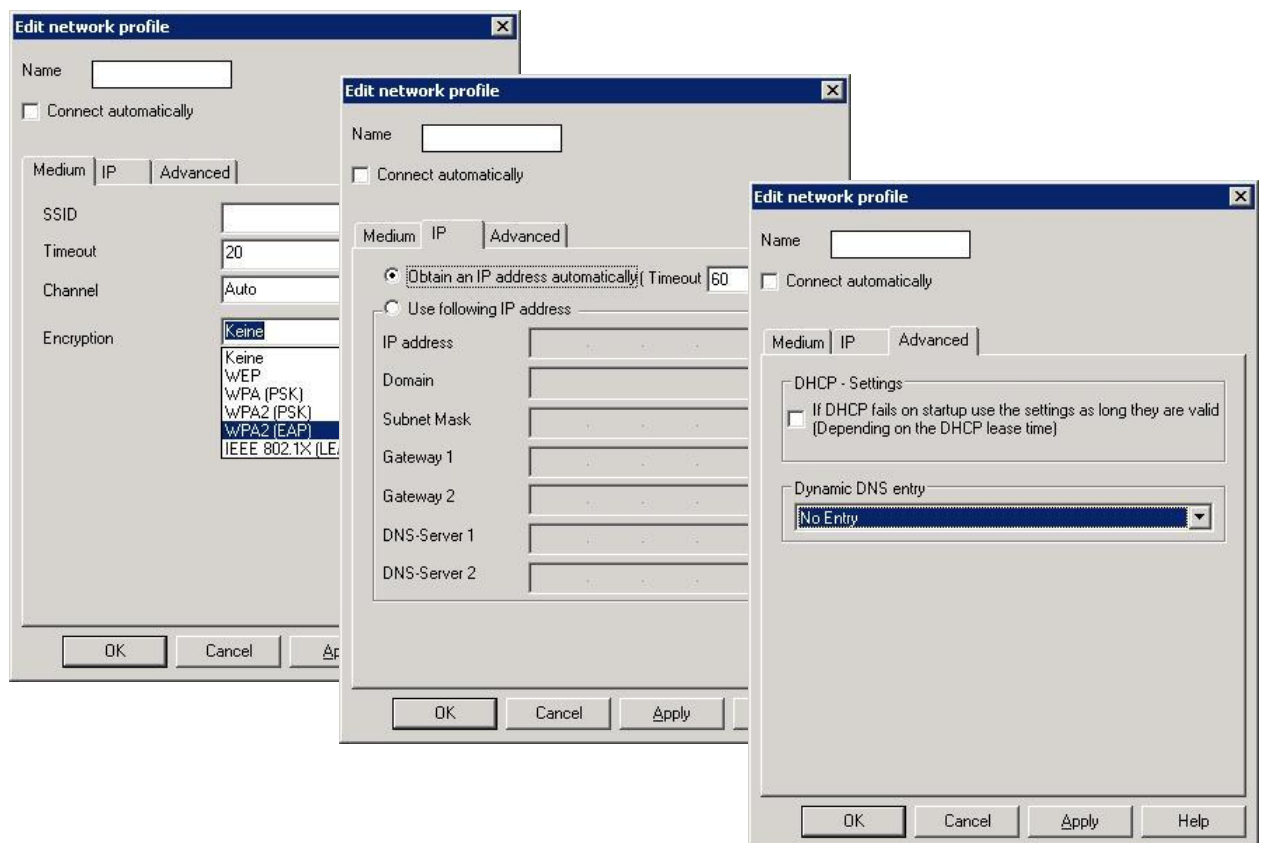 Edit network profile
Name
Connect automatically
Medium IP Advanced
SSID
Timeout 20
Channel Auto
Encryption Keine
Keine
WEP
WPA (PSK)
WPA2 (PSK)
WPA2 (EAP)
IEEE 802.1X
OK Cancel
Edit network profile
Name
Connect automatically
Medium IP Advanced
Obtain an IP address automatically ( Timeout 60
Use following IP address
IP address
Domain
Subnet Mask
Gateway 1
Gateway 2
DNS-Server 1
DNS-Server 2
OK Cancel Apply
Edit network profile
Name
Connect automatically
Medium IP Advanced
DHCP - Settings
If DHCP fails on startup use the settings as long they are valid
(Depending on the DHCP lease time)
Dynamic DNS entry
No Entry
OK Cancel Apply Help